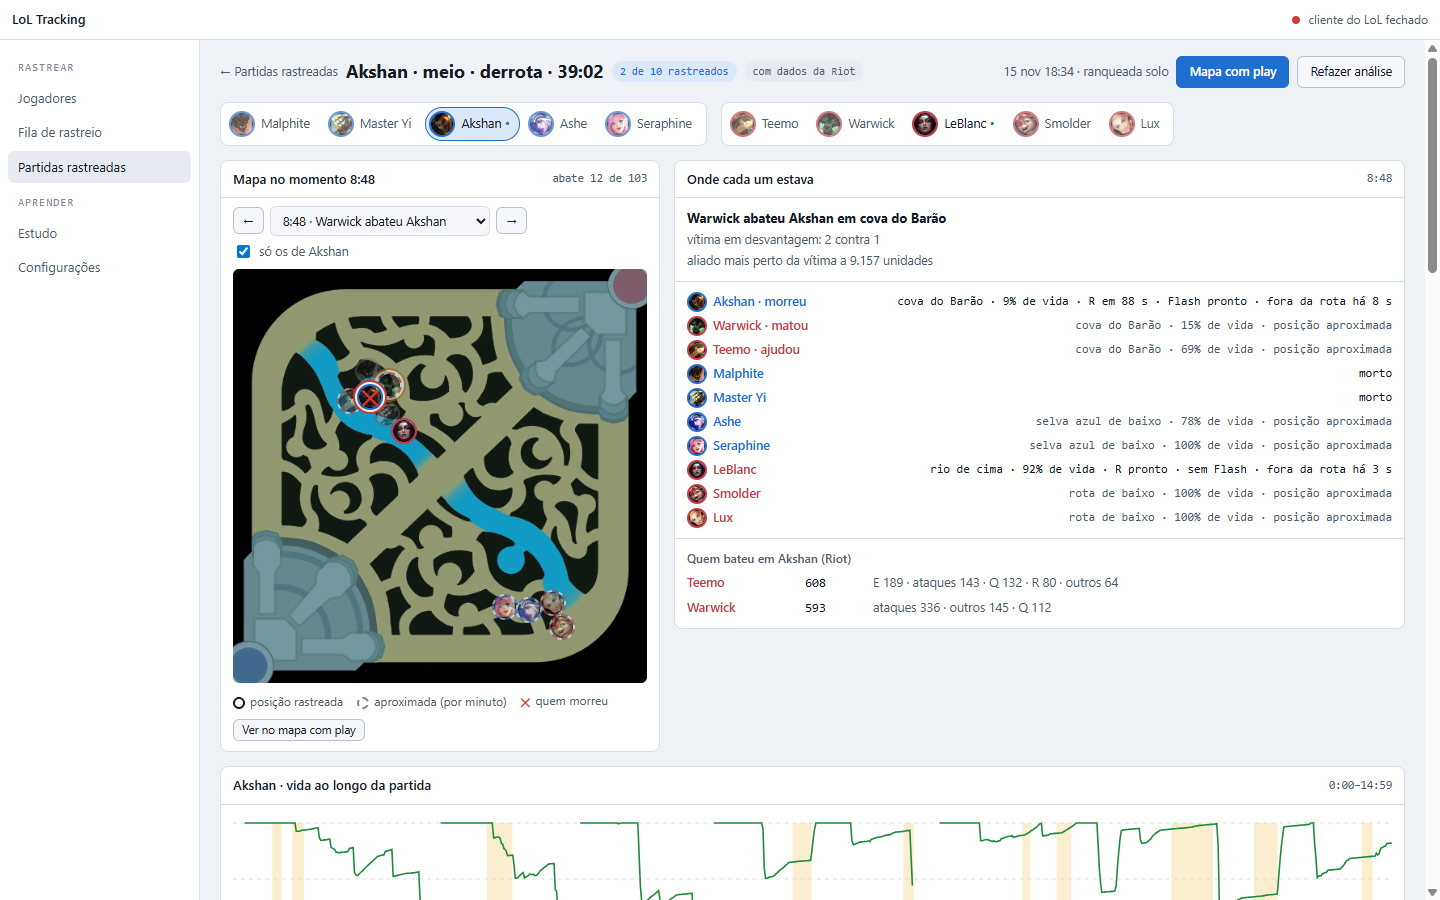 LoL Tracking
cliente do LoL fechado
RASTREAR
Jogadores
Fila de rastreio
Partidas rastreadas
APRENDER
Estudo
Configurações
← Partidas rastreadas Akshan · meio · derrota · 39:02 2 de 10 rastreados com dados da Riot
15 nov 18:34 · ranqueada solo Mapa com play Refazer análise
Malphite Master Yi Akshan • Ashe Seraphine
Teemo Warwick LeBlanc • Smolder Lux
Mapa no momento 8:48 abate 12 de 103
← 8:48 · Warwick abateu Akshan →
só os de Akshan
posição rastreada aproximada (por minuto) quem morreu
Ver no mapa com play
Onde cada um estava 8:48
Warwick abateu Akshan em cova do Barão
vítima em desvantagem: 2 contra 1
aliado mais perto da vítima a 9.157 unidades
Akshan · morreu cova do Barão · 9% de vida · R em 88 s · Flash pronto · fora da rota há 8 s
Warwick · matou cova do Barão · 15% de vida · posição aproximada
Teemo · ajudou cova do Barão · 69% de vida · posição aproximada
Malphite morto
Master Yi morto
Ashe selva azul de baixo · 78% de vida · posição aproximada
Seraphine selva azul de baixo · 100% de vida · posição aproximada
LeBlanc rio de cima · 92% de vida · R pronto · sem Flash · fora da rota há 3 s
Smolder rota de baixo · 100% de vida · posição aproximada
Lux rota de baixo · 100% de vida · posição aproximada
Quem bateu em Akshan (Riot)
Teemo 608 E 189 · ataques 143 · Q 132 · R 80 · outros 64
Warwick 593 ataques 336 · outros 145 · Q 112
Akshan · vida ao longo da partida 0:00–14:59